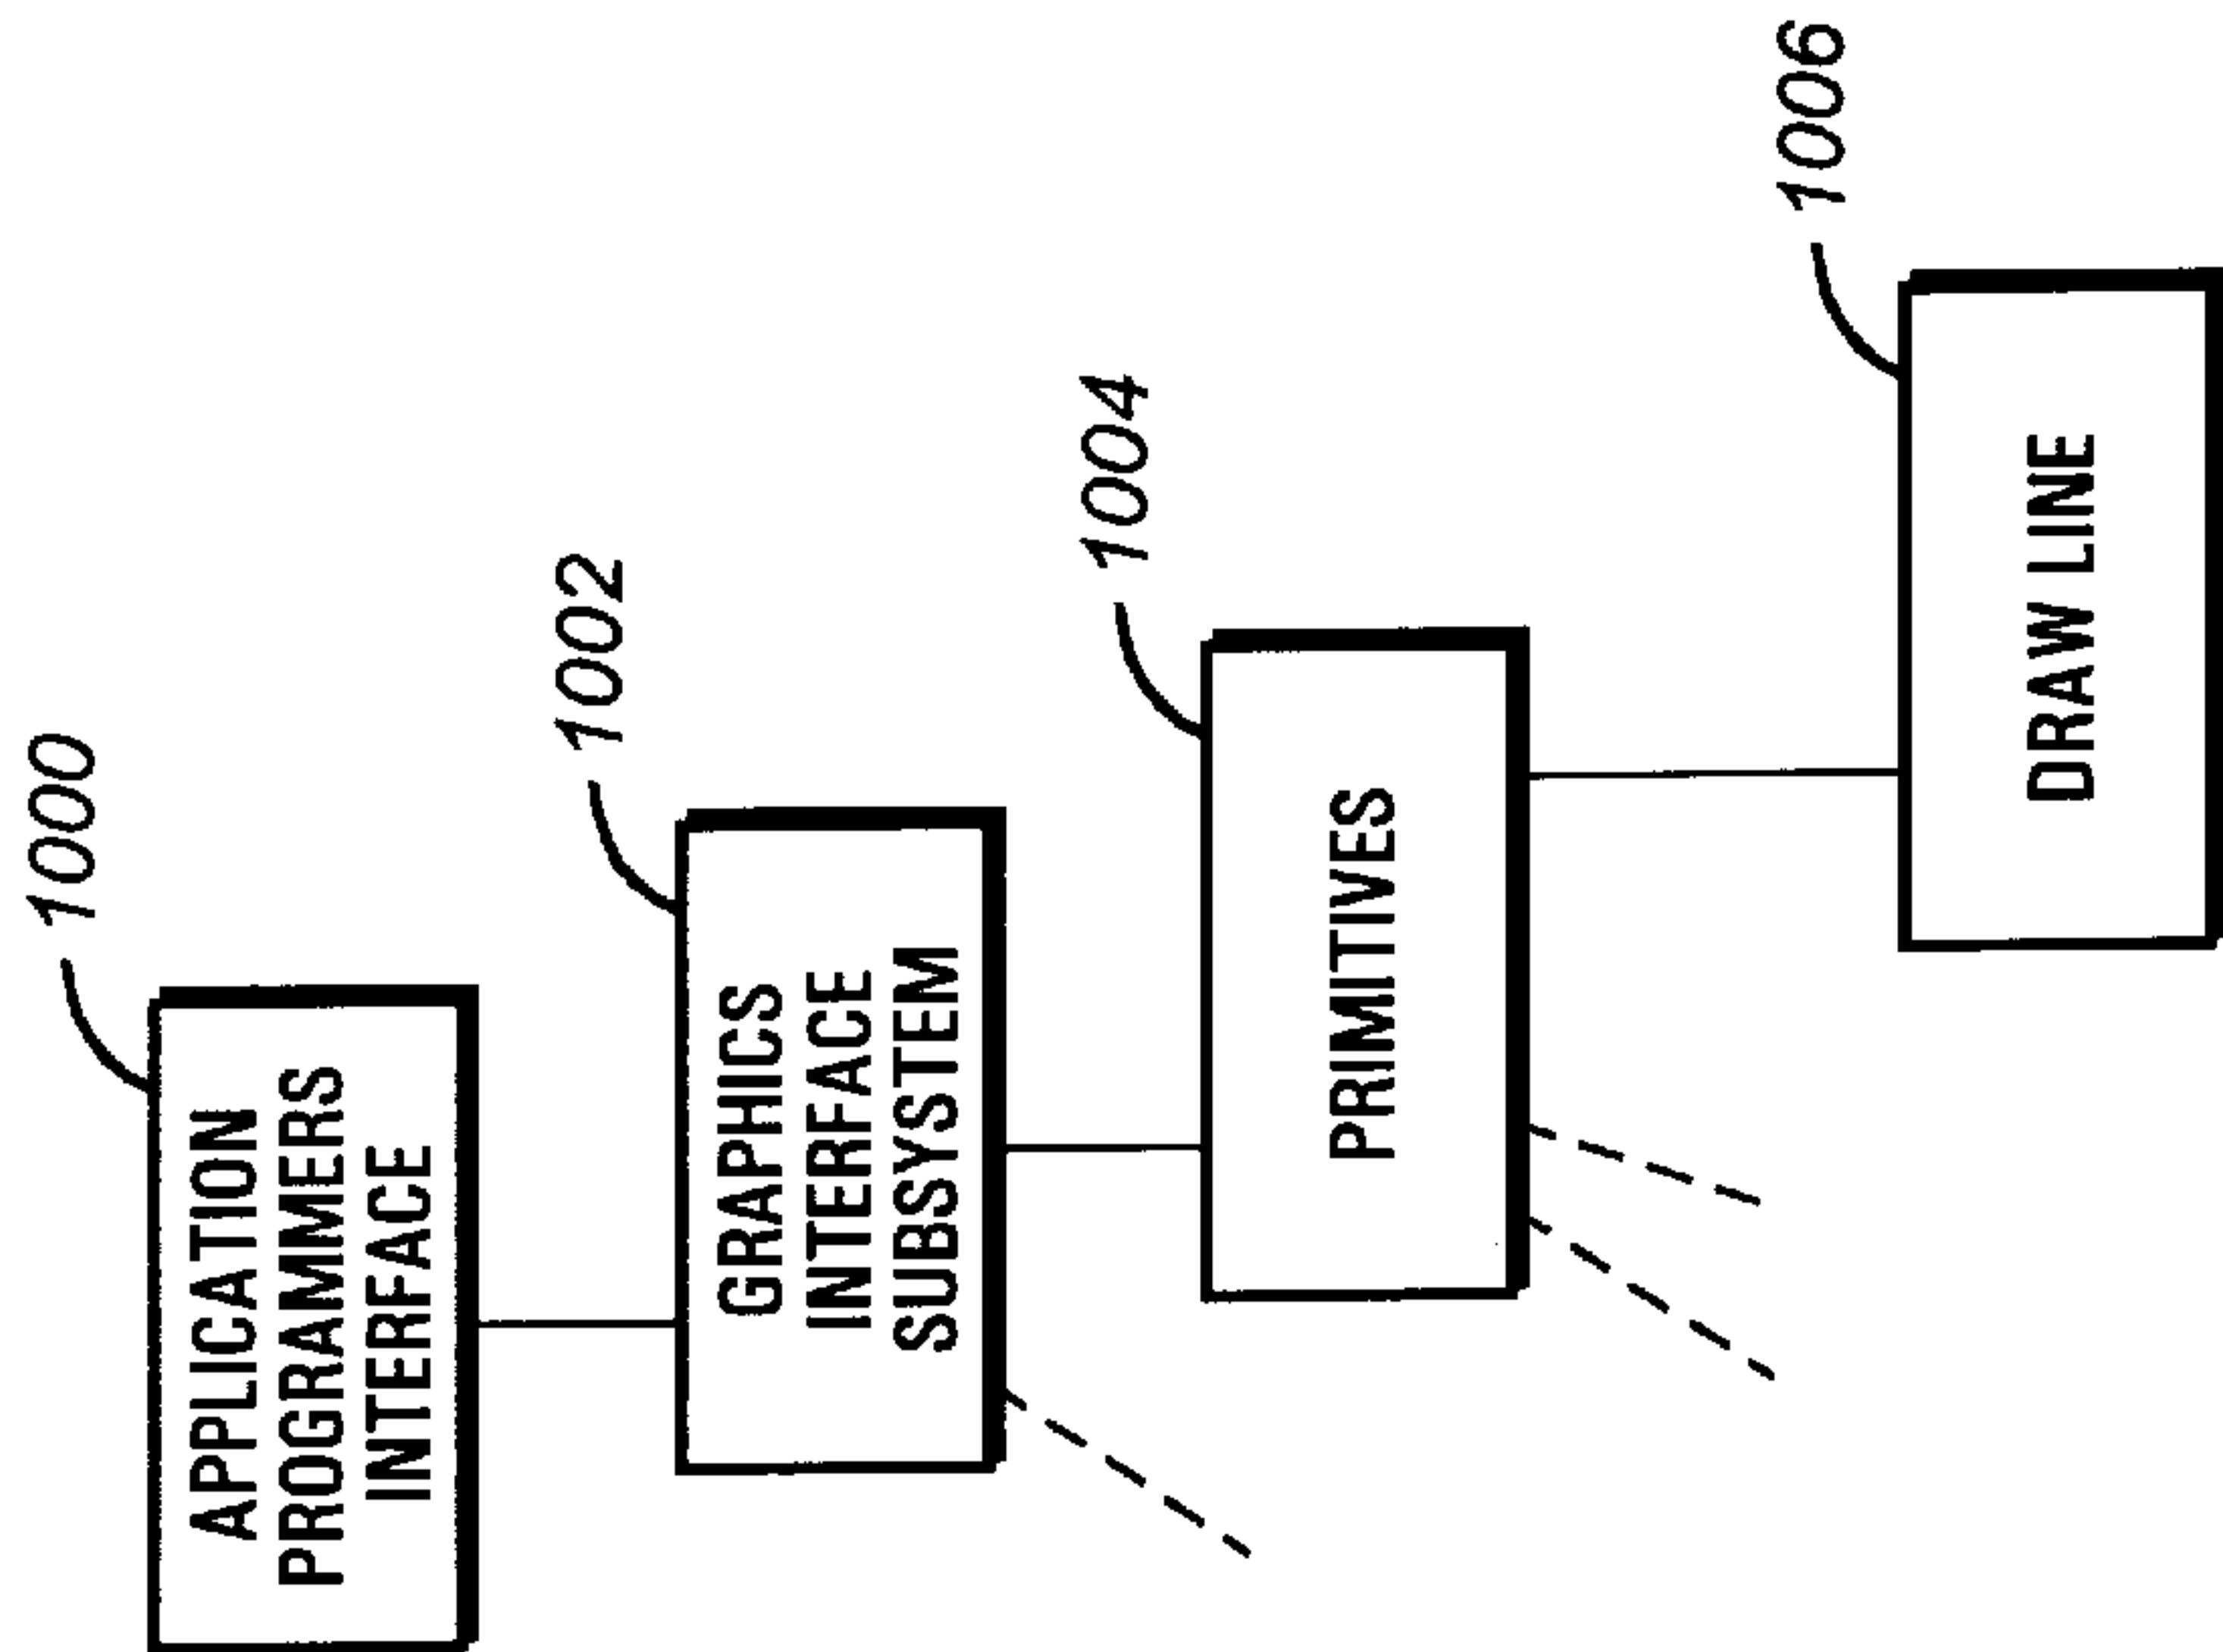 1000
APPLICATION
PROGRAMMERS
INTERFACE
1002
GRAPHICS
INTERFACE
SUBSYSTEM
1004
PRIMITIVES
1006
DRAW LINE